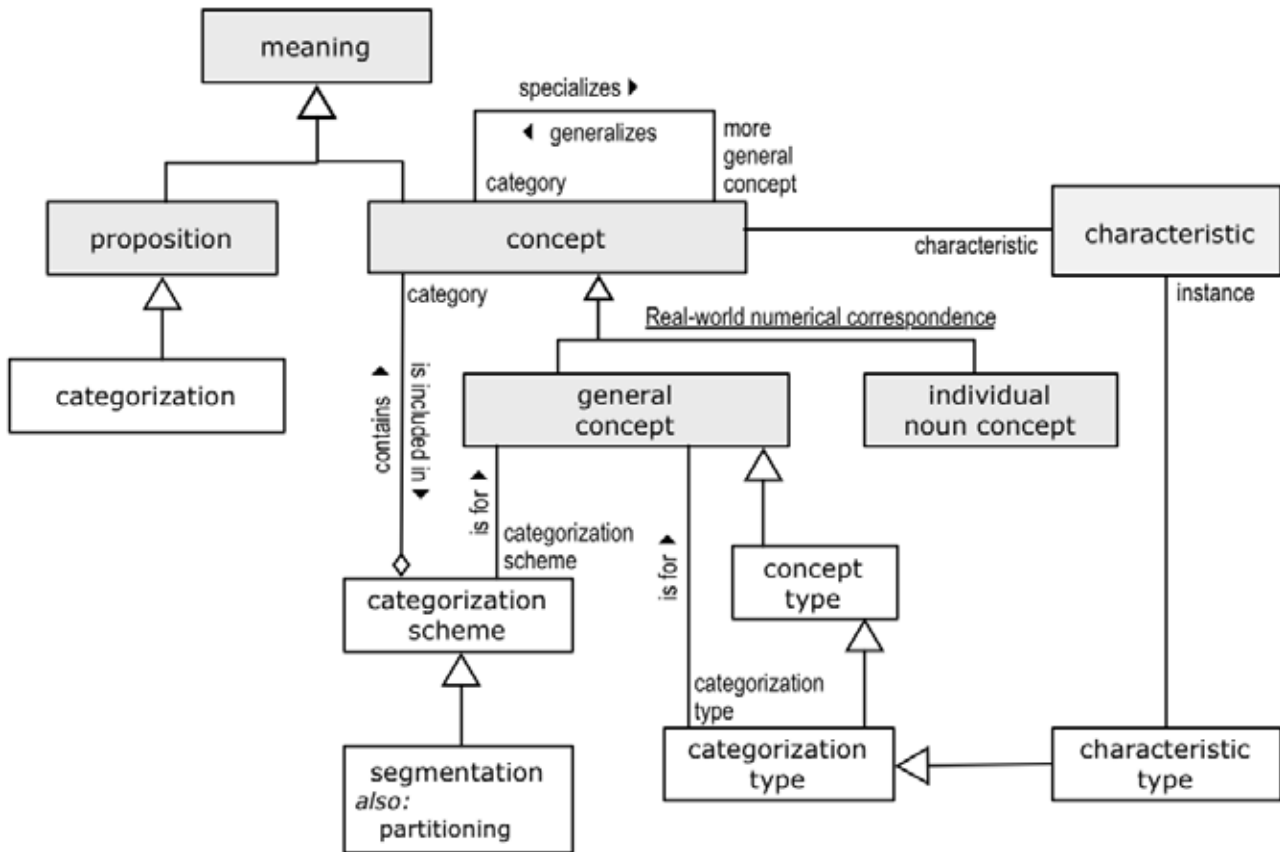 meaning
specializes ▶
◀ generalizes
more
general
concept
category
proposition
concept
characteristic
characteristic
category
instance
Real-world numerical correspondence
categorization
contains ▶
is included in ▶
general
concept
individual
noun concept
is for ▶
categorization
scheme
is for ▶
concept
type
categorization
scheme
categorization
type
segmentation
also:
partitioning
categorization
type
characteristic
type